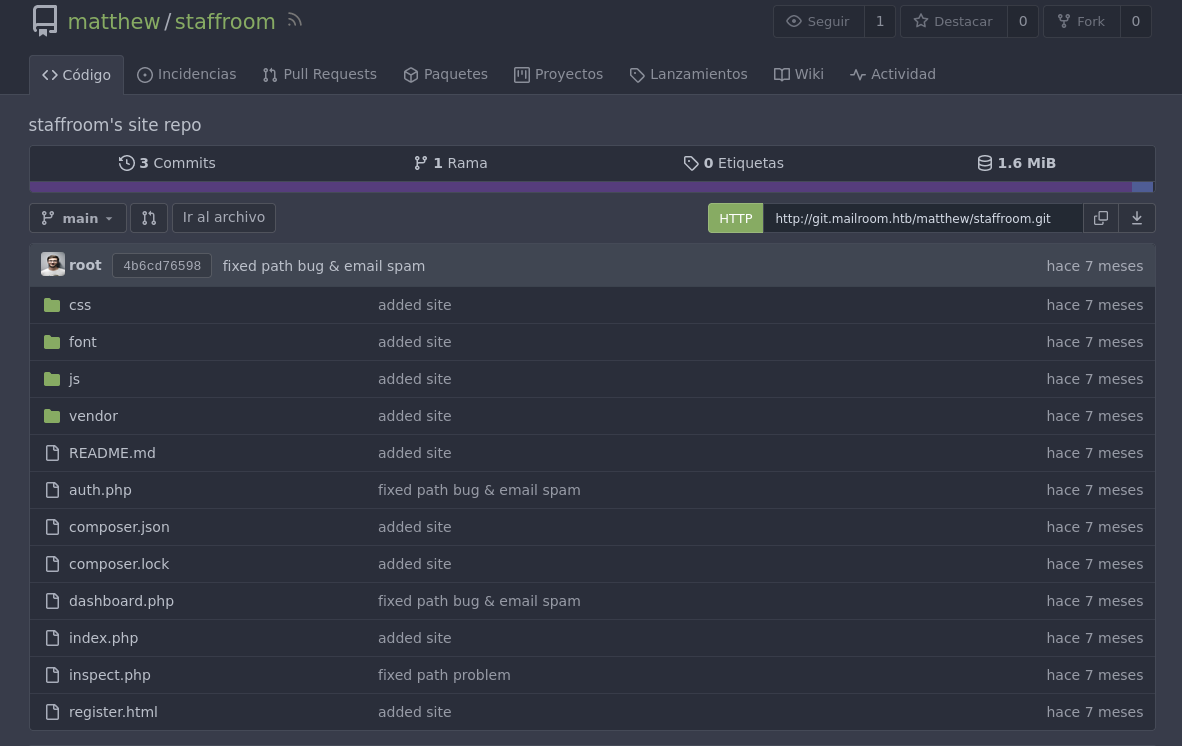 matthew/staffroom
Seguir 1 Destacar 0 Fork 0
Código Incidencias Pull Requests Paquetes Proyectos Lanzamientos Wiki Actividad
staffroom's site repo
3 Commits 1 Rama 0 Etiquetas 1.6 MiB
main Ir al archivo HTTP http://git.mailroom.htb/matthew/staffroom.git
root 4b6cd76598 fixed path bug & email spam hace 7 meses
css added site hace 7 meses
font added site hace 7 meses
js added site hace 7 meses
vendor added site hace 7 meses
README.md added site hace 7 meses
auth.php fixed path bug & email spam hace 7 meses
composer.json added site hace 7 meses
composer.lock added site hace 7 meses
dashboard.php fixed path bug & email spam hace 7 meses
index.php added site hace 7 meses
inspect.php fixed path problem hace 7 meses
register.html added site hace 7 meses